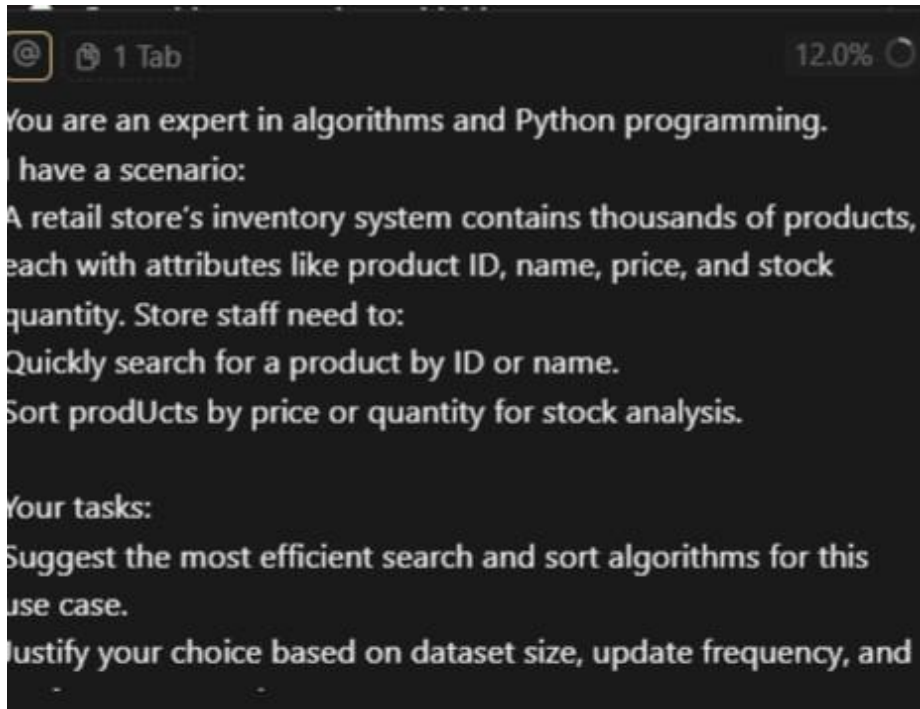 @ 1 Tab 12.0%
You are an expert in algorithms and Python programming.
I have a scenario:
A retail store's inventory system contains thousands of products,
each with attributes like product ID, name, price, and stock
quantity. Store staff need to:
Quickly search for a product by ID or name.
Sort prodUcts by price or quantity for stock analysis.
Your tasks:
Suggest the most efficient search and sort algorithms for this
use case.
Justify your choice based on dataset size, update frequency, and